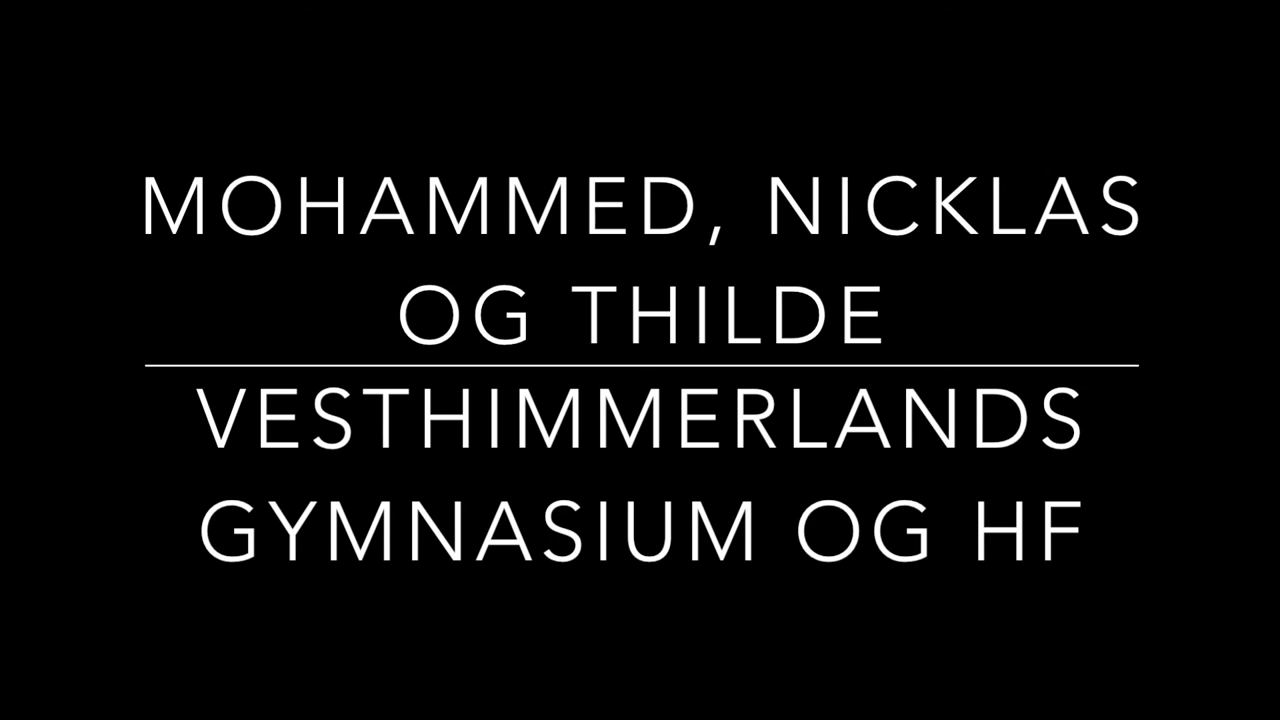 MOHAMMED, NICKLAS
OG THILDE
VESTHIMMERLANDS
GYMNASIUM OG HF